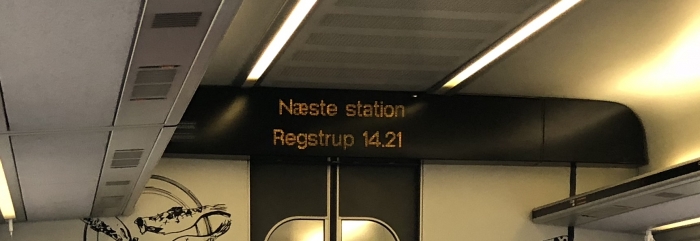 Næste station
Regstrup 14.21